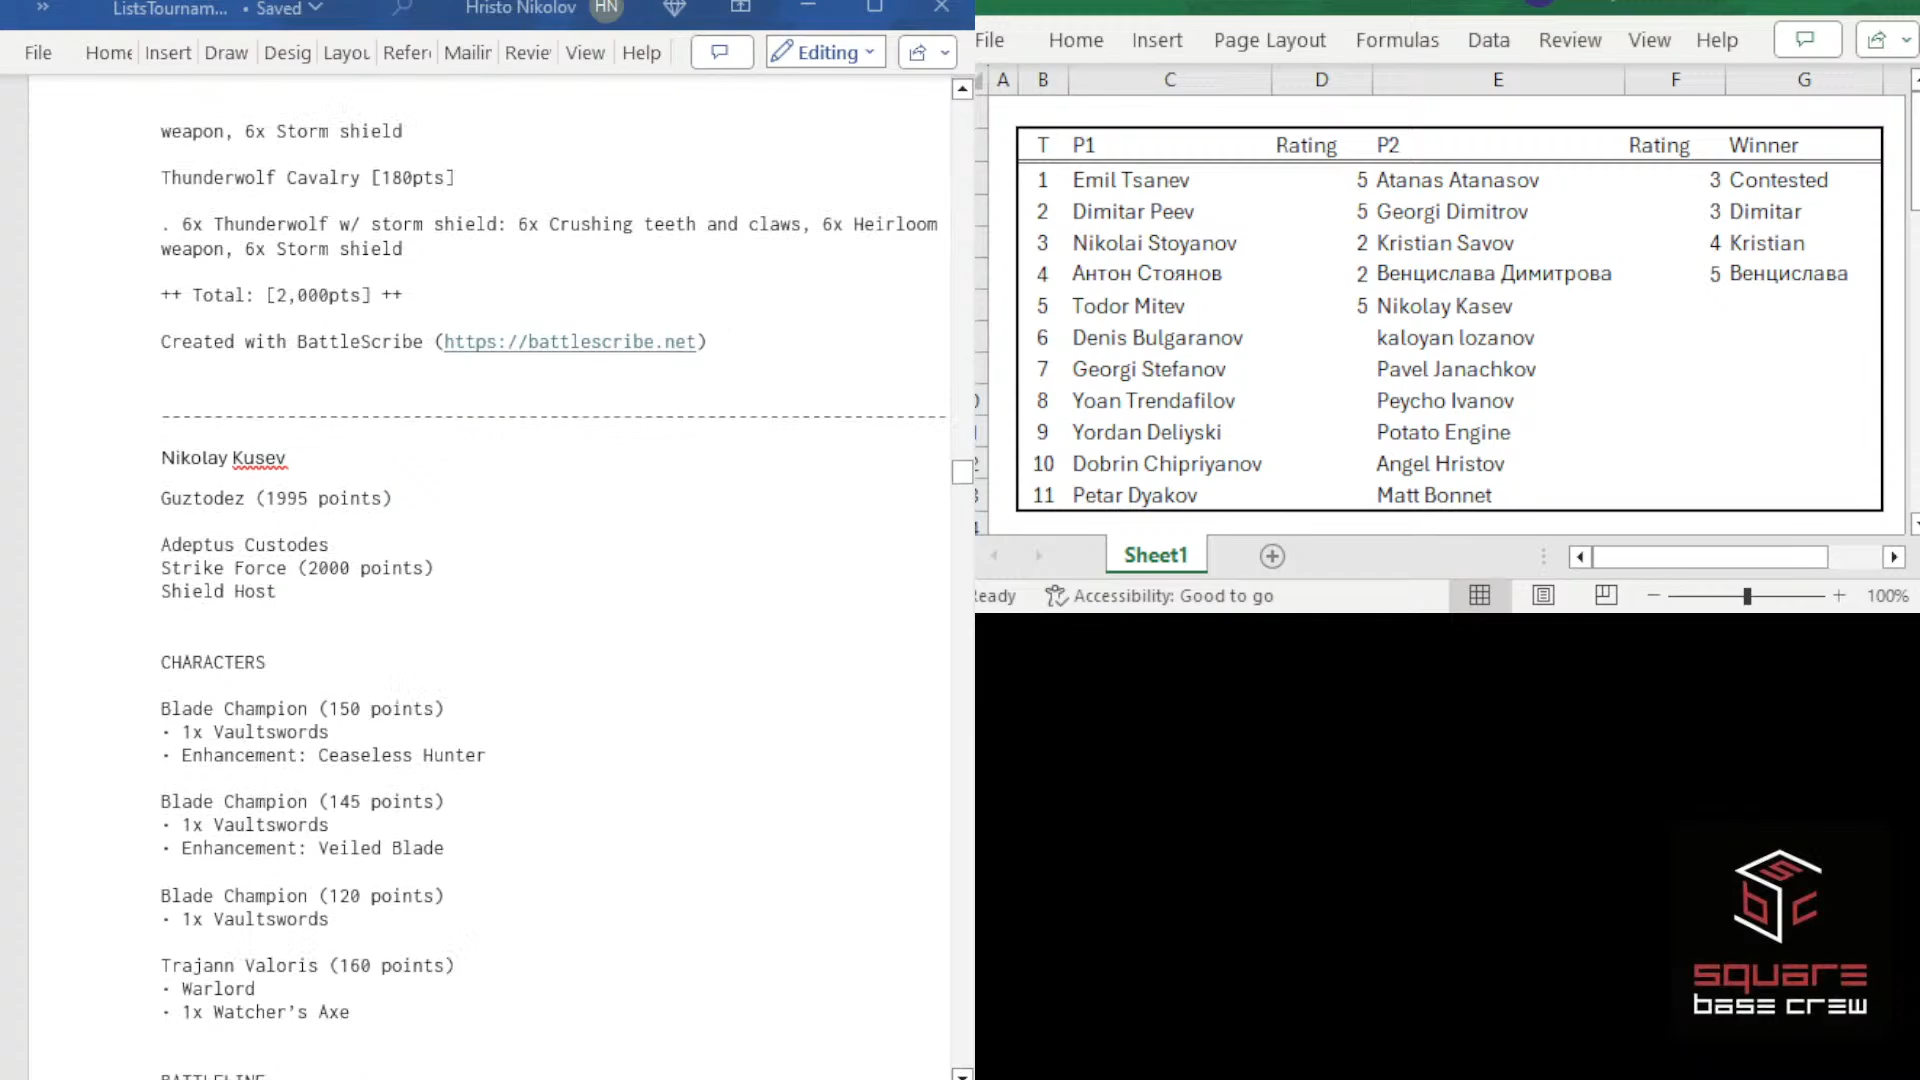 ListsTournam... • Saved
Hristo Nikolov HN
File Home Insert Draw Desig Layou Refer Mailin Revie View Help Editing
weapon, 6x Storm shield
Thunderwolf Cavalry [180pts]
. 6x Thunderwolf w/ storm shield: 6x Crushing teeth and claws, 6x Heirloom
weapon, 6x Storm shield
++ Total: [2,000pts] ++
Created with BattleScribe (https://battlescribe.net)
Nikolay Kusev
Guztodez (1995 points)
Adeptus Custodes
Strike Force (2000 points)
Shield Host
CHARACTERS
Blade Champion (150 points)
• 1x Vaultswords
• Enhancement: Ceaseless Hunter
Blade Champion (145 points)
• 1x Vaultswords
• Enhancement: Veiled Blade
Blade Champion (120 points)
• 1x Vaultswords
Trajann Valoris (160 points)
• Warlord
• 1x Watcher’s Axe
BATTLELINE
File Home Insert Page Layout Formulas Data Review View Help
A B C D E F G
T P1 Rating P2 Rating Winner
1 Emil Tsanev 5 Atanas Atanasov 3 Contested
2 Dimitar Peev 5 Georgi Dimitrov 3 Dimitar
3 Nikolai Stoyanov 2 Kristian Savov 4 Kristian
4 Антон Стоянов 2 Венцислава Димитрова 5 Венцислава
5 Todor Mitev 5 Nikolay Kasev
6 Denis Bulgaranov kaloyan lozanov
7 Georgi Stefanov Pavel Janachkov
8 Yoan Trendafilov Peycho Ivanov
9 Yordan Deliyski Potato Engine
10 Dobrin Chipriyanov Angel Hristov
11 Petar Dyakov Matt Bonnet
Sheet1
Ready Accessibility: Good to go 100%
sbc
square
base crew